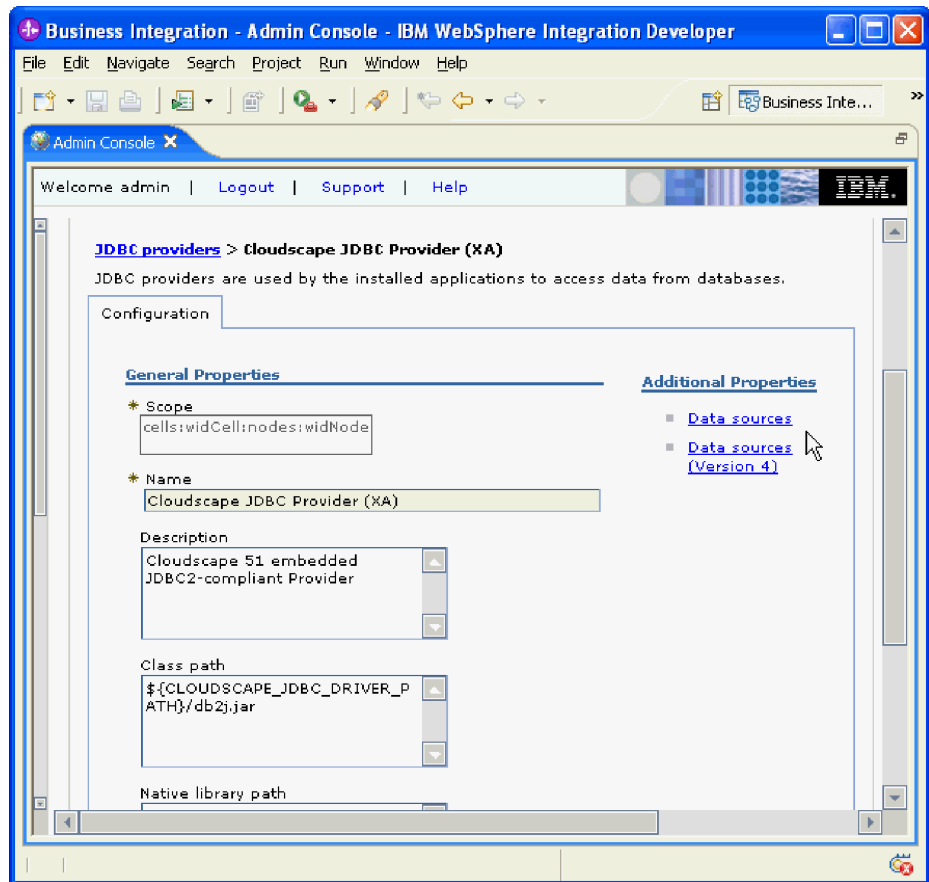 Business Integration - Admin Console - IBM WebSphere Integration Developer
File Edit Navigate Search Project Run Window Help
Business Inte...
Admin Console
Welcome admin | Logout | Support | Help
IBM.
JDBC providers > Cloudscape JDBC Provider (XA)
JDBC providers are used by the installed applications to access data from databases.
Configuration
General Properties
* Scope
cells:widCell:nodes:widNode
* Name
Cloudscape JDBC Provider (XA)
Description
Cloudscape 51 embedded
JDBC2-compliant Provider
Class path
${CLOUDSCAPE_JDBC_DRIVER_P
ATH}/db2j.jar
Native library path
Additional Properties
Data sources
Data sources
(Version 4)